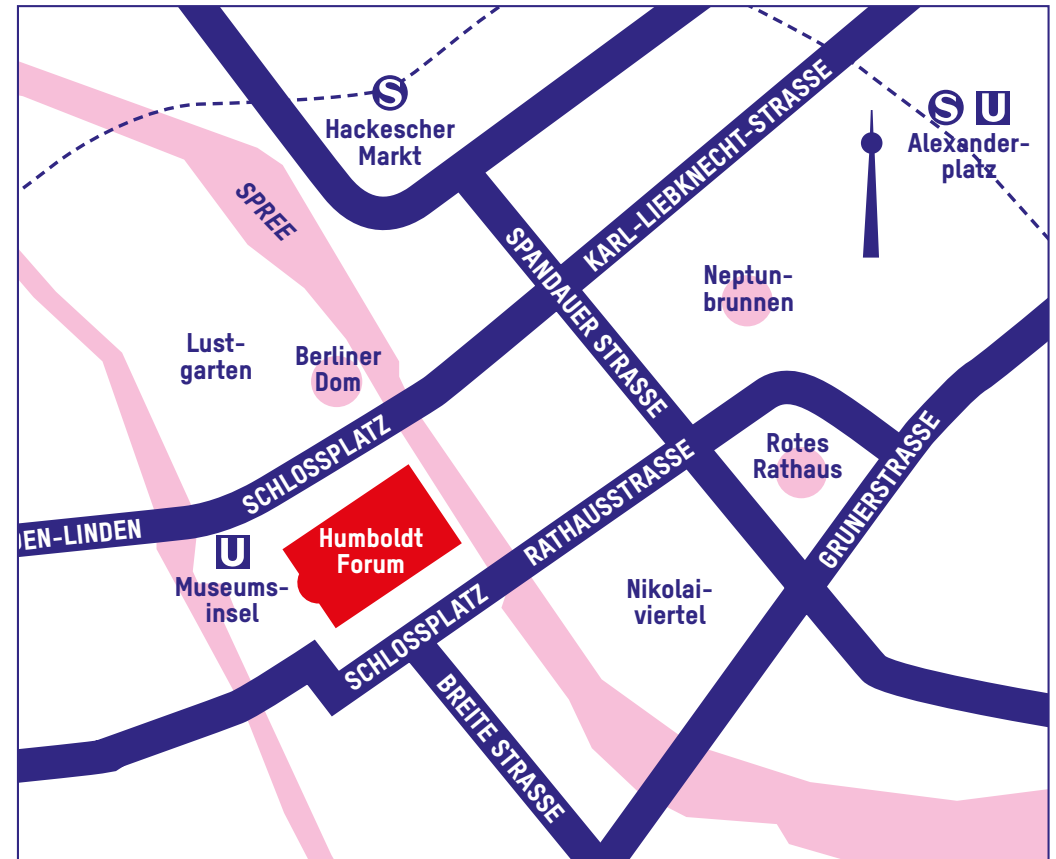 S
Hackescher
Markt
S U
Alexander-
platz
KARL-LIEBKNECHT-STRASSE
SPREE
SPANDAUER STRASSE
Neptun-
brunnen
Lust-
garten
Berliner
Dom
SCHLOSSPLATZ
DEN-LINDEN
Rotes
Rathaus
GRUNERSTRASSE
RATHAUSSTRASSE
Humboldt
Forum
U
Museums-
insel
Nikolai-
viertel
SCHLOSSPLATZ
BREITE STRASSE